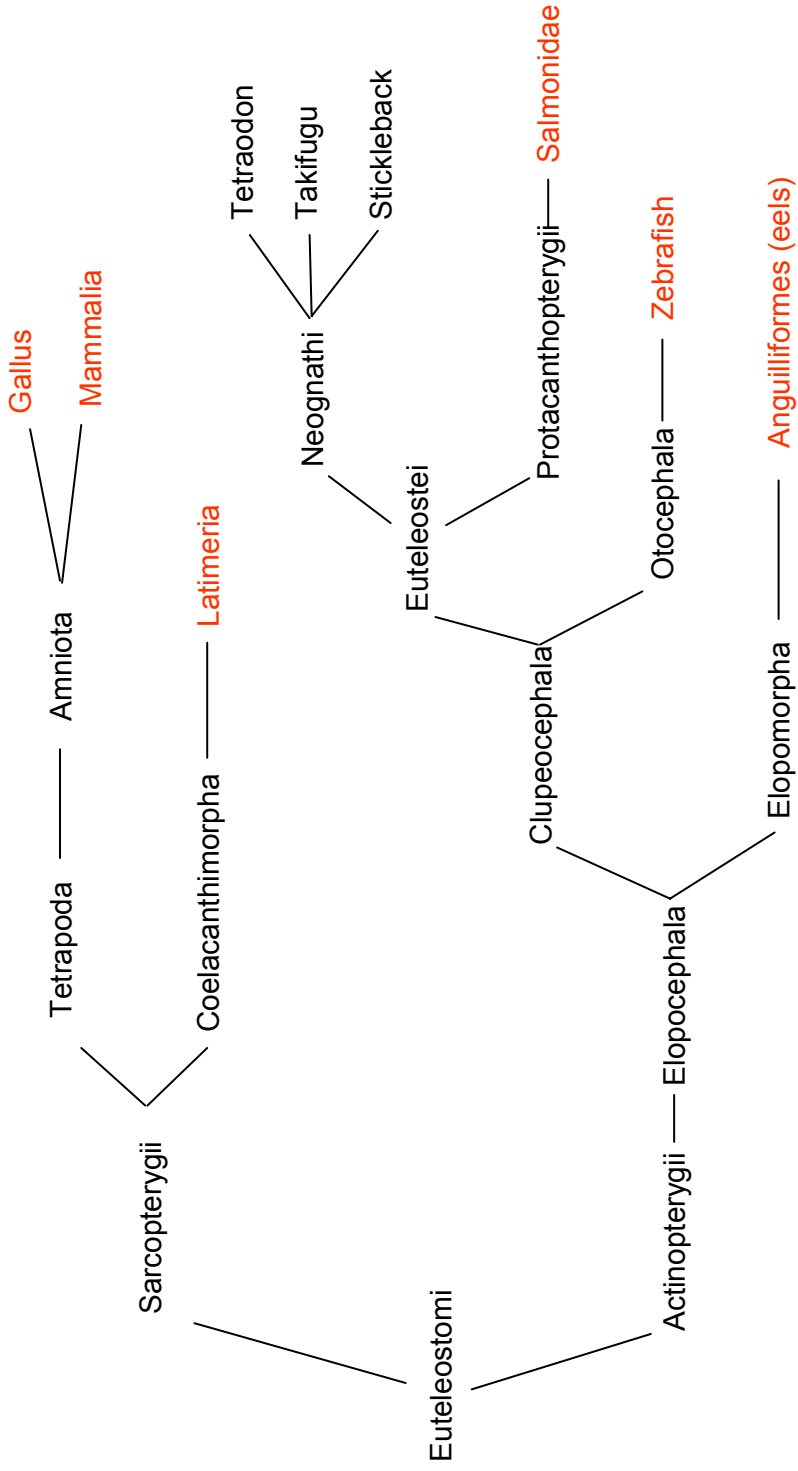 Gallus
Mammalia
Amniota
Tetrapoda
Latimeria
Coelacanthimorpha
Sarcopterygii
Tetraodon
Takifugu
Stickleback
Neognathi
Salmonidae
Protacanthopterygii
Euteleostei
Zebrafish
Otocephala
Clupeocephala
Anguilliformes (eels)
Elopomorpha
Elopocephala
Actinopterygii
Euteleostomi